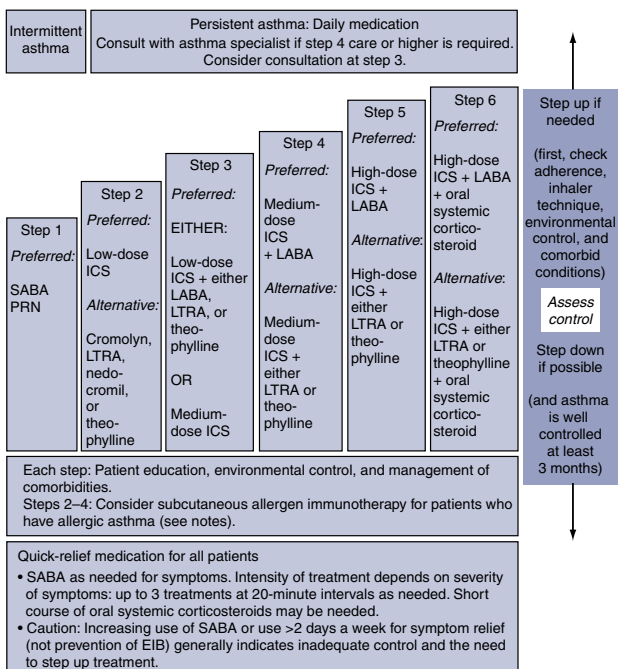 Intermittent
asthma
Persistent asthma: Daily medication
Consult with asthma specialist if step 4 care or higher is required.
Consider consultation at step 3.
Step 1
Preferred:
SABA
PRN
Step 2
Preferred:
Low-dose
ICS
Alternative:
Cromolyn,
LTRA,
nedo-
cromil,
or
theo-
phylline
Step 3
Preferred:
EITHER:
Low-dose
ICS + either
LABA,
LTRA, or
theo-
phylline
OR
Medium-
dose ICS
Step 4
Preferred:
Medium-
dose
ICS
+ LABA
Alternative:
Medium-
dose
ICS +
either
LTRA or
theo-
phylline
Step 5
Preferred:
High-dose
ICS +
LABA
Alternative:
High-dose
ICS +
either
LTRA or
theo-
phylline
Step 6
Preferred:
High-dose
ICS + LABA
+ oral
systemic
cortico-
steroid
Alternative:
High-dose
ICS + either
LTRA or
theophylline
+ oral
systemic
cortico-
steroid
Step up if
needed
(first, check
adherence,
inhaler
technique,
environmental
control, and
comorbid
conditions)
Assess
control
Step down
if possible
(and asthma
is well
controlled
at least
3 months)
Each step: Patient education, environmental control, and management of
comorbidities.
Steps 2–4: Consider subcutaneous allergen immunotherapy for patients who
have allergic asthma (see notes).
Quick-relief medication for all patients
• SABA as needed for symptoms. Intensity of treatment depends on severity
of symptoms: up to 3 treatments at 20-minute intervals as needed. Short
course of oral systemic corticosteroids may be needed.
• Caution: Increasing use of SABA or use >2 days a week for symptom relief
(not prevention of EIB) generally indicates inadequate control and the need
to step up treatment.